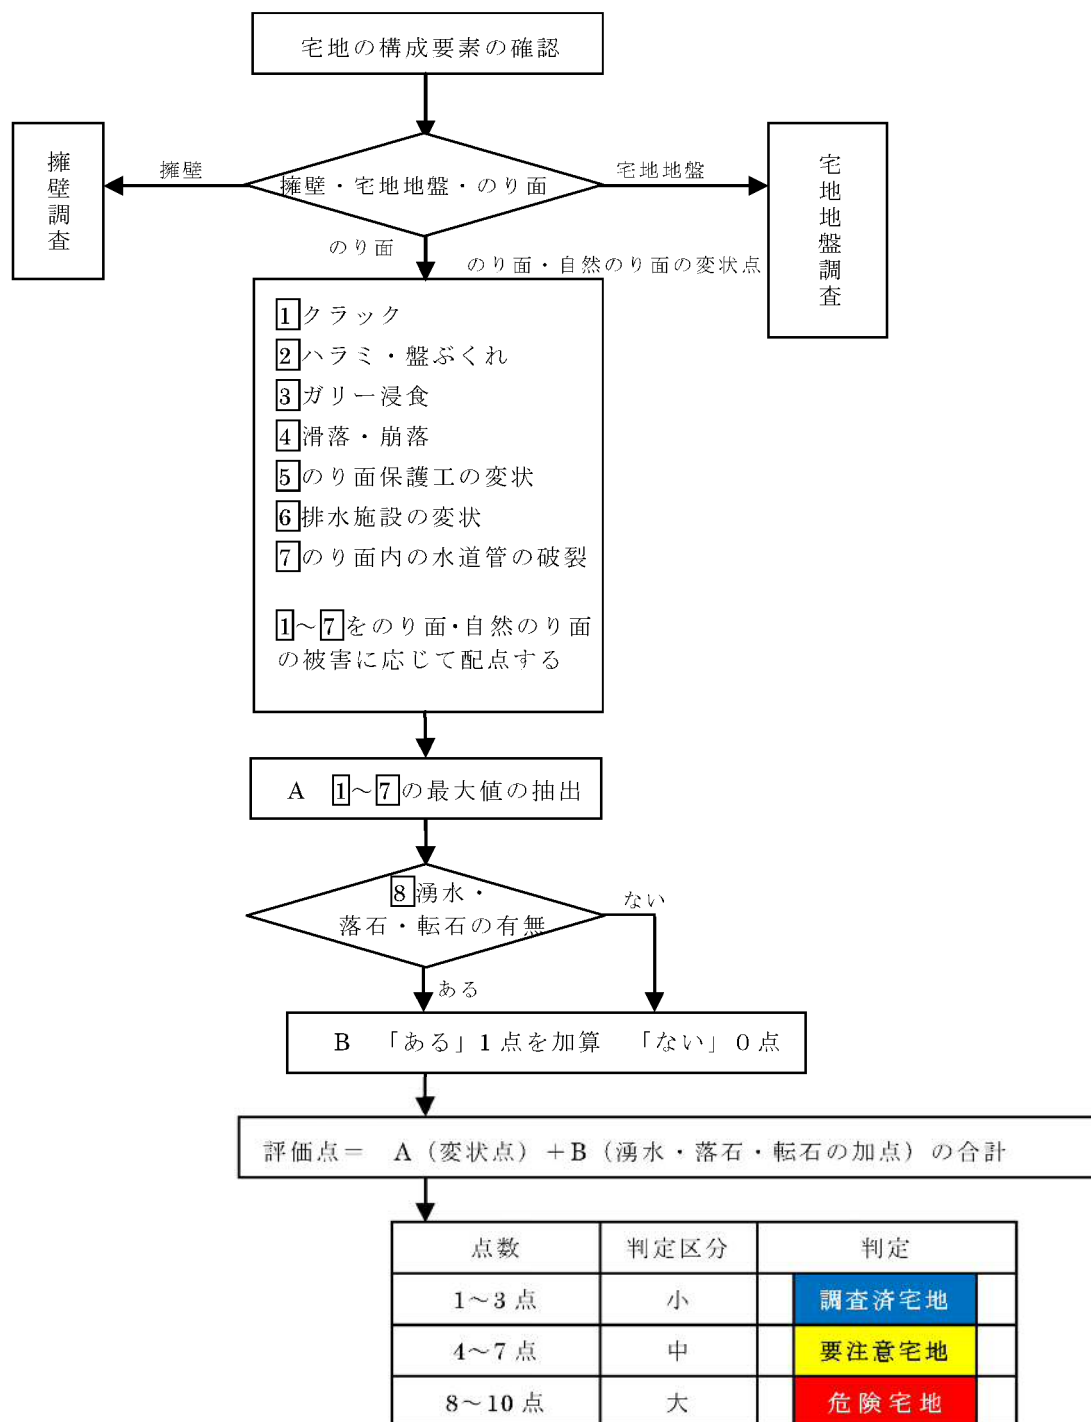 宅地の構成要素の確認
擁壁・宅地地盤・のり面
擁壁
宅地地盤
擁壁調査
宅地地盤調査
のり面
のり面・自然のり面の変状点
1クラック
2ハラミ・盤ぶくれ
3ガリー浸食
4滑落・崩落
5のり面保護工の変状
6排水施設の変状
7のり面内の水道管の破裂
1～7をのり面・自然のり面
の被害に応じて配点する
A　1～7の最大値の抽出
8湧水・
落石・転石の有無
ない
ある
B　「ある」1点を加算　「ない」0点
評価点＝　A（変状点）＋B（湧水・落石・転石の加点）の合計
点数　判定区分　判定
1～3点　小　調査済宅地
4～7点　中　要注意宅地
8～10点　大　危険宅地